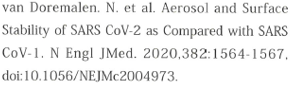 van Doremalen. N. et al. Aerosol and Surface
Stability of SARS CoV-2 as Compared with SARS
CoV-1. N Engl JMed. 2020,382:1564-1567,
doi:10.1056/NEJMc2004973.